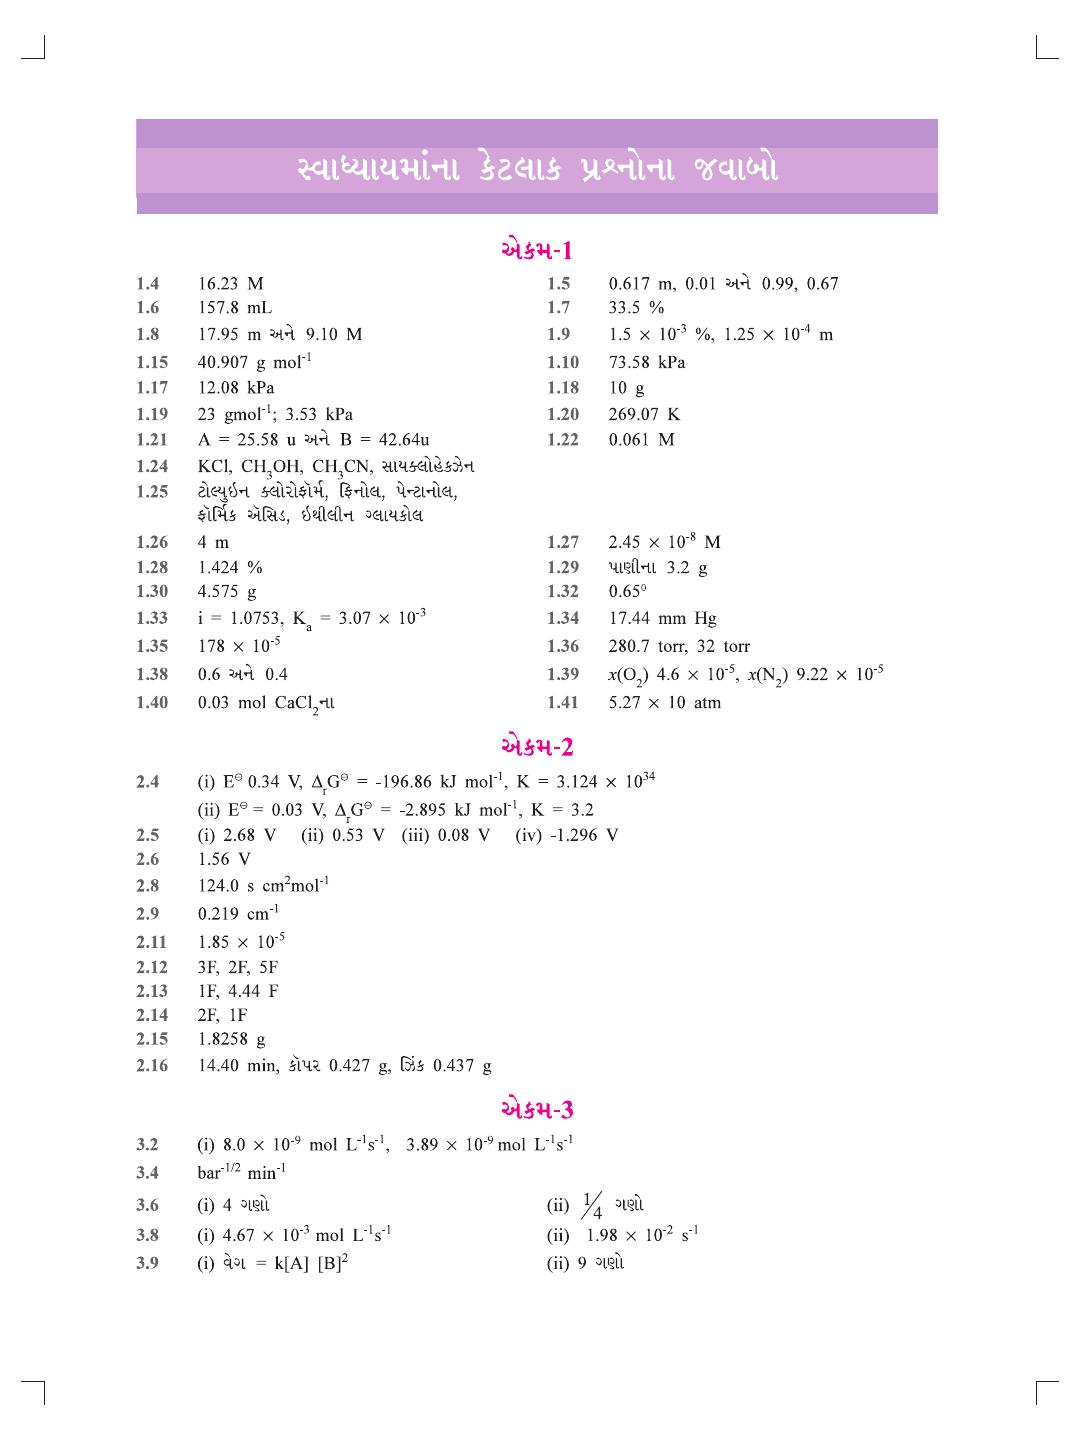 સ્વાધ્યાયમાંના કેટલાક પ્રશ્નોના જવાબો
એકમ-1
1.4 16.23 M 1.5 0.617 m, 0.01 અને 0.99, 0.67
1.6 157.8 mL 1.7 33.5 %
1.8 17.95 m અને 9.10 M 1.9 1.5 × 10⁻³ %, 1.25 × 10⁻⁴ m
1.15 40.907 g mol⁻¹ 1.10 73.58 kPa
1.17 12.08 kPa 1.18 10 g
1.19 23 gmol⁻¹; 3.53 kPa 1.20 269.07 K
1.21 A = 25.58 u અને B = 42.64u 1.22 0.061 M
1.24 KCl, CH₃OH, CH₃CN, સાયક્લોહેક્ઝેન
1.25 ટોલ્યુઇન ક્લોરોફૉર્મ, ફિનોલ, પેન્ટાનોલ,
ફૉર્મિક ઍસિડ, ઇથીલીન ગ્લાયકોલ
1.26 4 m 1.27 2.45 × 10⁻⁸ M
1.28 1.424 % 1.29 પાણીના 3.2 g
1.30 4.575 g 1.32 0.65⁰
1.33 i = 1.0753, Kₐ = 3.07 × 10⁻³ 1.34 17.44 mm Hg
1.35 178 × 10⁻⁵ 1.36 280.7 torr, 32 torr
1.38 0.6 અને 0.4 1.39 x(O₂) 4.6 × 10⁻⁵, x(N₂) 9.22 × 10⁻⁵
1.40 0.03 mol CaCl₂ના 1.41 5.27 × 10 atm
એકમ-2
2.4 (i) E⊖ 0.34 V, ΔᵣG⊖ = -196.86 kJ mol⁻¹, K = 3.124 × 10³⁴
(ii) E⊖ = 0.03 V, ΔᵣG⊖ = -2.895 kJ mol⁻¹, K = 3.2
2.5 (i) 2.68 V (ii) 0.53 V (iii) 0.08 V (iv) -1.296 V
2.6 1.56 V
2.8 124.0 s cm²mol⁻¹
2.9 0.219 cm⁻¹
2.11 1.85 × 10⁻⁵
2.12 3F, 2F, 5F
2.13 1F, 4.44 F
2.14 2F, 1F
2.15 1.8258 g
2.16 14.40 min, કૉપર 0.427 g, ઝિંક 0.437 g
એકમ-3
3.2 (i) 8.0 × 10⁻⁹ mol L⁻¹s⁻¹, 3.89 × 10⁻⁹ mol L⁻¹s⁻¹
3.4 bar⁻¹/² min⁻¹
3.6 (i) 4 ગણો (ii) 1/4 ગણો
3.8 (i) 4.67 × 10⁻³ mol L⁻¹s⁻¹ (ii) 1.98 × 10⁻² s⁻¹
3.9 (i) વેગ = k[A] [B]² (ii) 9 ગણો